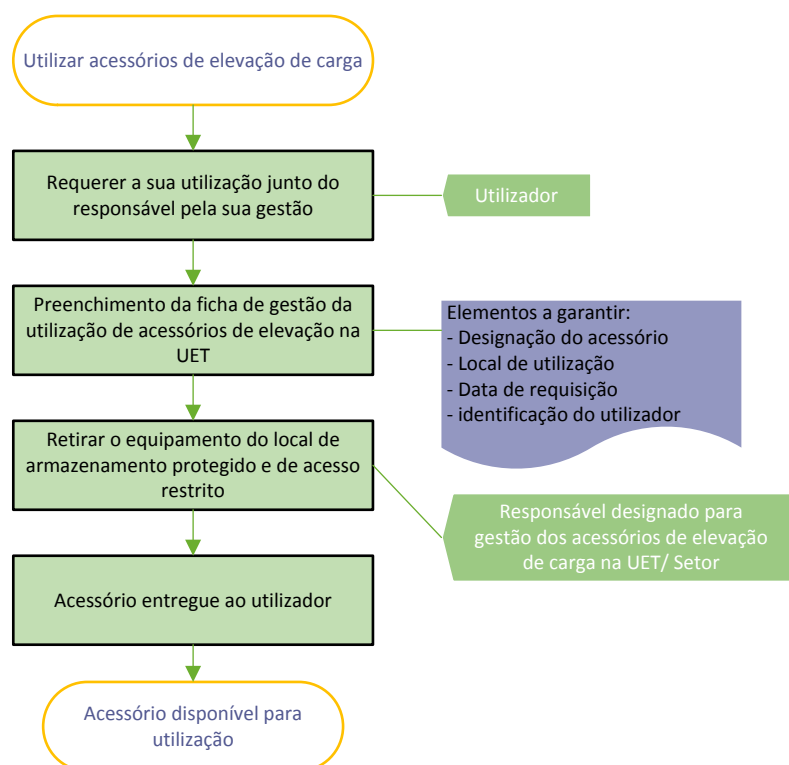 Utilizar acessórios de elevação de carga
Requerer a sua utilização junto do
responsável pela sua gestão
Utilizador
Preenchimento da ficha de gestão da
utilização de acessórios de elevação na
UET
Elementos a garantir:
- Designação do acessório
- Local de utilização
- Data de requisição
- identificação do utilizador
Retirar o equipamento do local de
armazenamento protegido e de acesso
restrito
Responsável designado para
gestão dos acessórios de elevação
de carga na UET/ Setor
Acessório entregue ao utilizador
Acessório disponível para
utilização